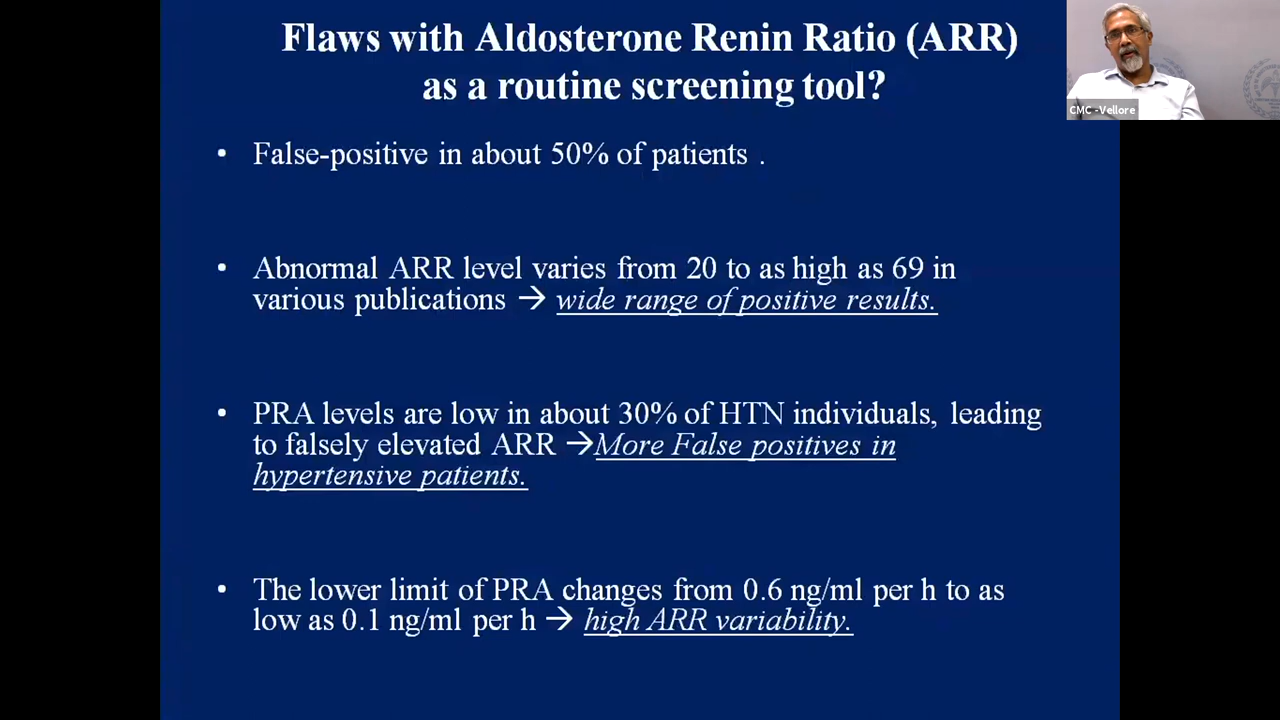 Flaws with Aldosterone Renin Ratio (ARR)
as a routine screening tool?
CMC -Vellore
• False-positive in about 50% of patients .
• Abnormal ARR level varies from 20 to as high as 69 in
various publications → wide range of positive results.
• PRA levels are low in about 30% of HTN individuals, leading
to falsely elevated ARR →More False positives in
hypertensive patients.
• The lower limit of PRA changes from 0.6 ng/ml per h to as
low as 0.1 ng/ml per h → high ARR variability.